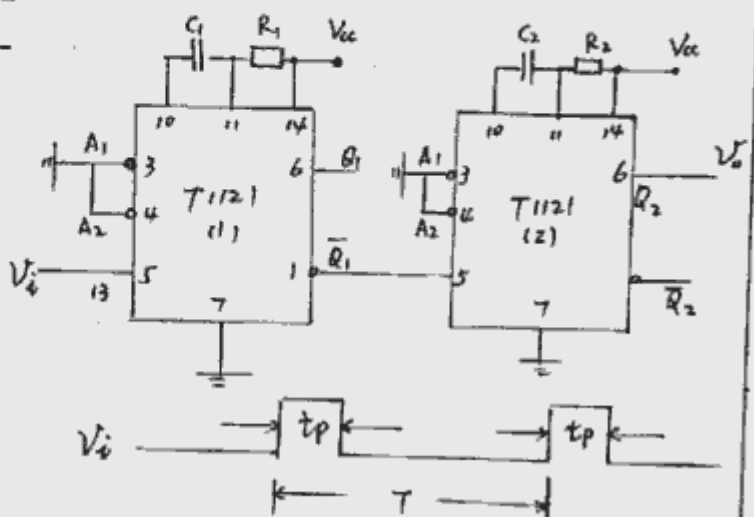 C₁ R₁ Vcc
10 11 14
A₁ 3
A₂ 4
T1121
(1)
6 Q₁
1 Q̅₁
Vi 5
13
7
C₂ R₂ Vcc
10 11 14
A₁ 3
A₂ 4
T1121
(2)
6 Vo
Q₂
5
Q̅₂
7
Vi tp tp
T